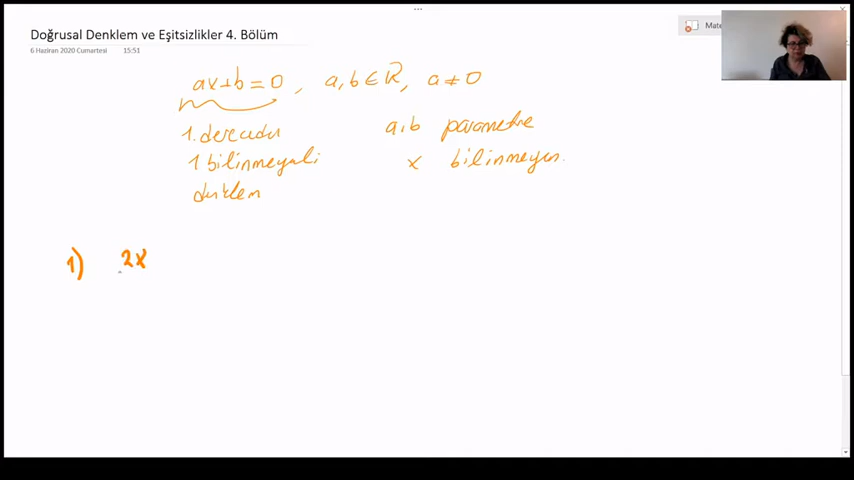 Doğrusal Denklem ve Eşitsizlikler 4. Bölüm
6 Haziran 2020 Cumartesi 15:51
Mate
ax+b=0, a,b∈R, a≠0
1. dereceden
1 bilinmeyenli
denklem
a,b parametre
x bilinmeyen.
1) 2x